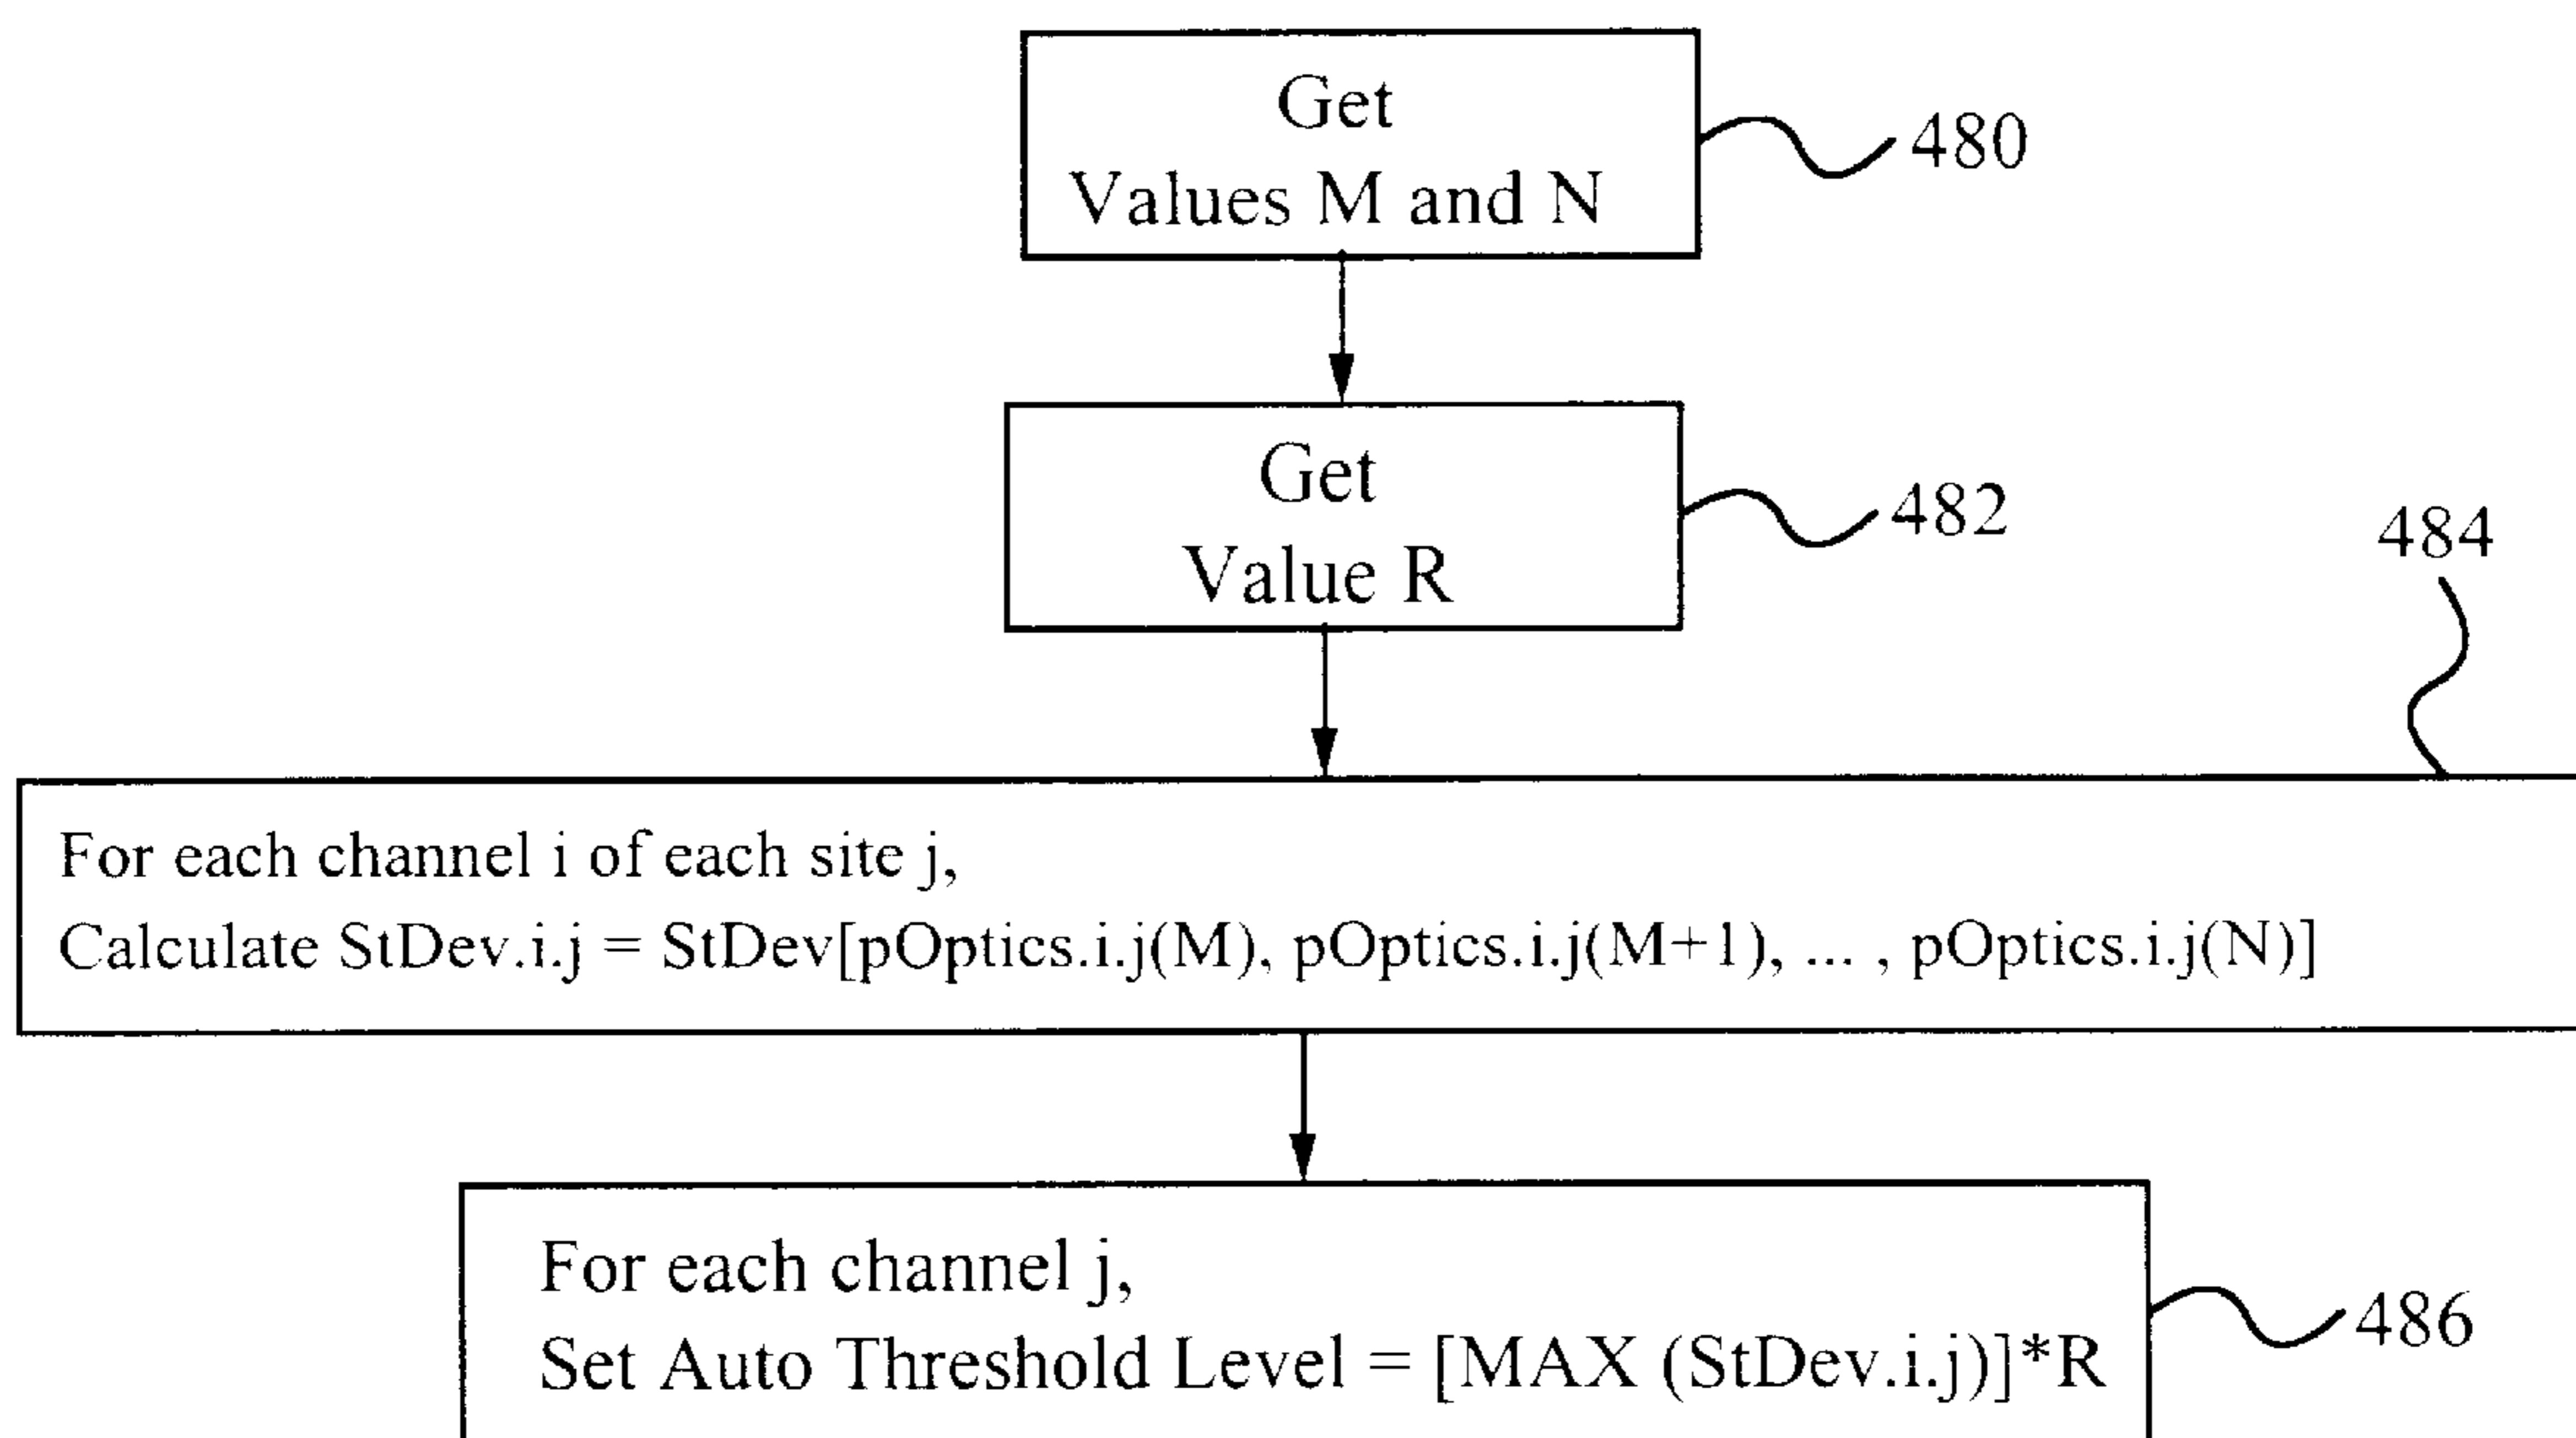 Get
Values M and N
480
Get
Value R
482
484
For each channel i of each site j,
Calculate StDev.i.j = StDev[pOptics.i.j(M), pOptics.i.j(M+1), ... , pOptics.i.j(N)]
For each channel j,
Set Auto Threshold Level = [MAX (StDev.i.j)]*R
486